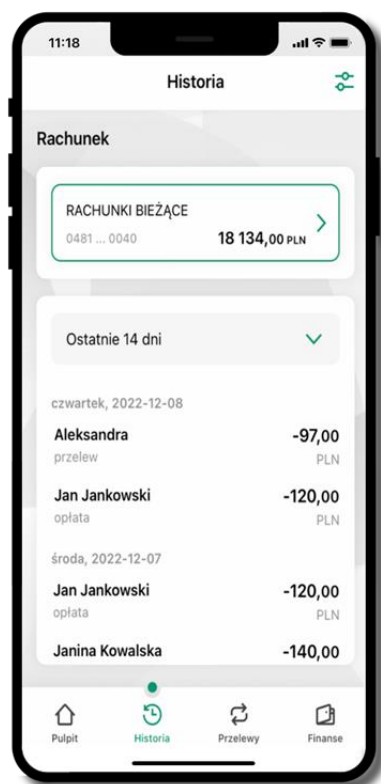 11:18
Historia
Rachunek
RACHUNKI BIEŻĄCE
0481 ... 0040 18 134,00 PLN
Ostatnie 14 dni
czwartek, 2022-12-08
Aleksandra -97,00
przelew PLN
Jan Jankowski -120,00
opłata PLN
środa, 2022-12-07
Jan Jankowski -120,00
opłata PLN
Janina Kowalska -140,00
Pulpit Historia Przelewy Finanse